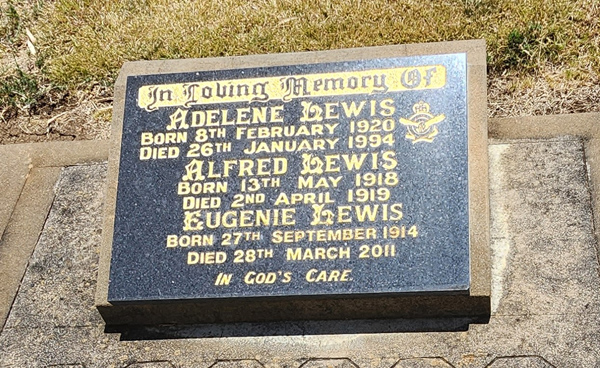 In Loving Memory Of
ADELENE LEWIS
BORN 8TH FEBRUARY 1920
DIED 26TH JANUARY 1994
ALFRED LEWIS
BORN 13TH MAY 1918
DIED 2ND APRIL 1919
EUGENIE LEWIS
BORN 27TH SEPTEMBER 1914
DIED 28TH MARCH 2011
IN GOD'S CARE.